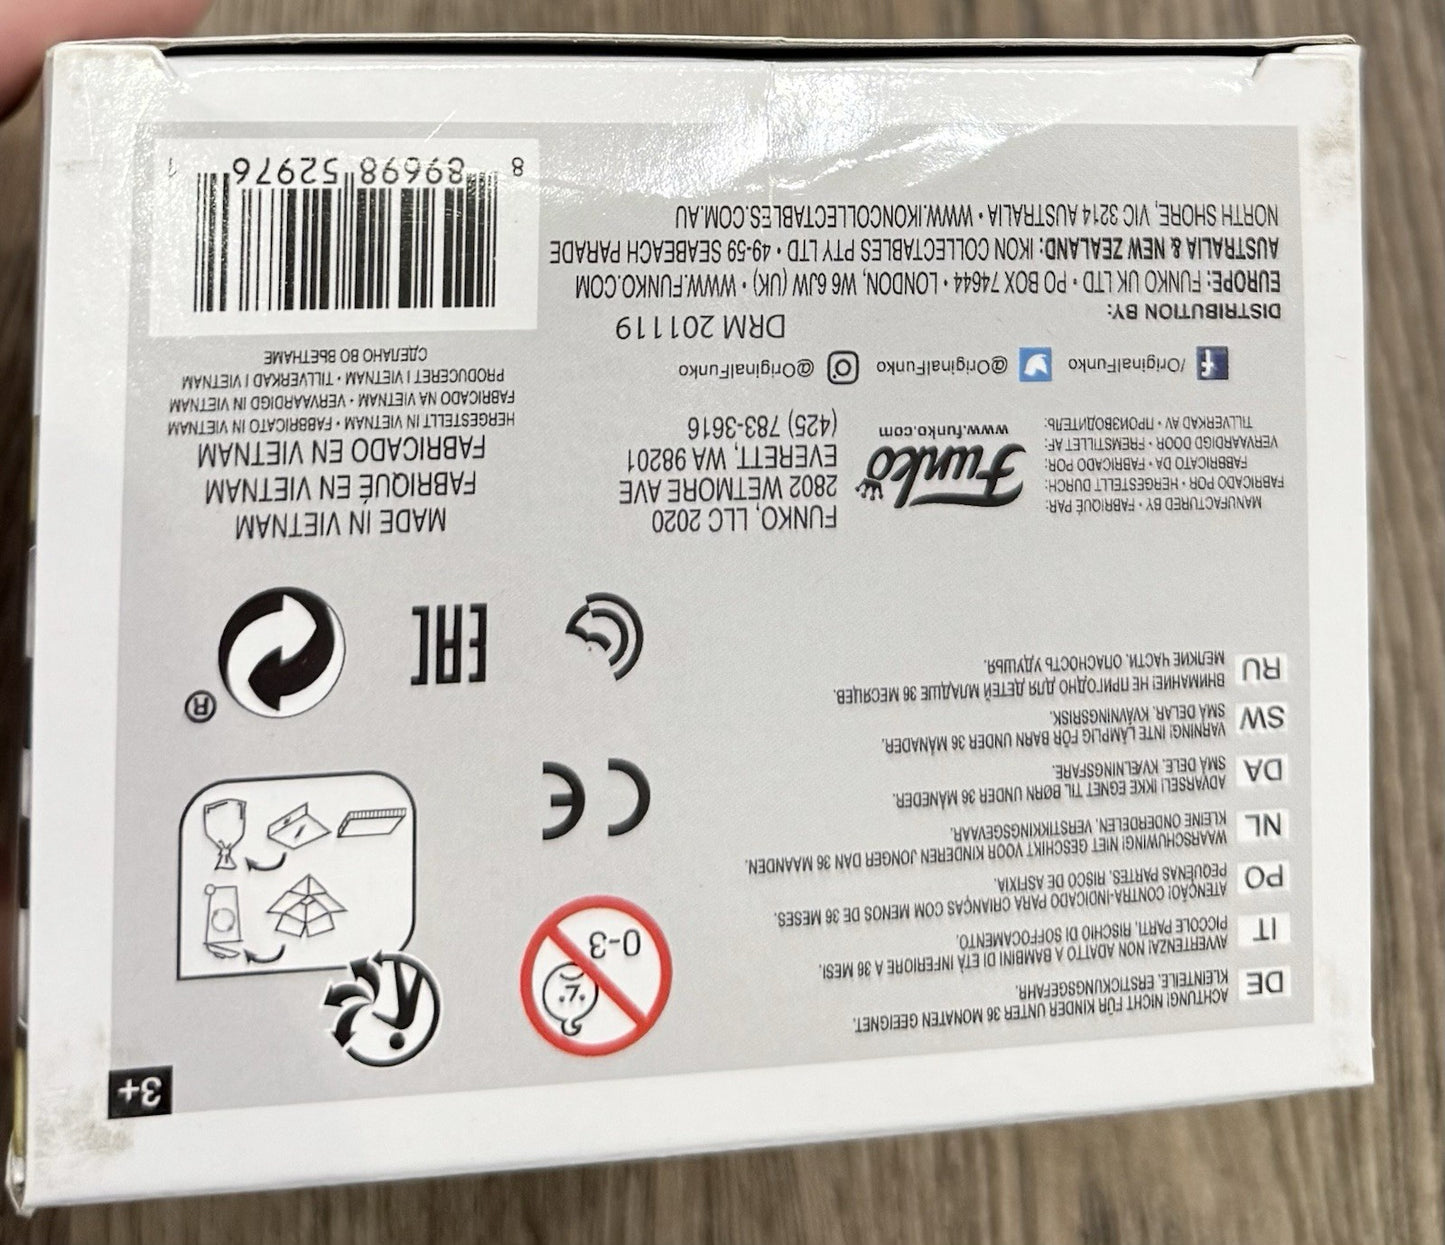 3+
DE
ACHTUNG! NICHT FÜR KINDER UNTER 36 MONATEN GEEIGNET.
KLEINTEILE. ERSTICKUNGSGEFAHR.
IT
AVVERTENZA! NON ADATTO A BAMBINI DI ETÀ INFERIORE A 36 MESI.
PICCOLE PARTI, RISCHIO DI SOFFOCAMENTO.
PO
ATENÇÃO! CONTRA-INDICADO PARA CRIANÇAS COM MENOS DE 36 MESES.
PEQUENAS PARTES. RISCO DE ASFIXIA.
NL
WAARSCHUWING! NIET GESCHIKT VOOR KINDEREN JONGER DAN 36 MAANDEN.
KLEINE ONDERDELEN, VERSTIKKINGSGEVAAR.
DA
ADVARSEL! IKKE EGNET TIL BØRN UNDER 36 MÅNEDER.
SMÅ DELE. KVÆLNINGSFARE.
SW
VARNING! INTE LÄMPLIG FÖR BARN UNDER 36 MÅNADER.
SMÅ DELAR. KVÄVNINGSRISK.
RU
ВНИМАНИЕ! НЕ ПРИГОДНО ДЛЯ ДЕТЕЙ МЛАДШЕ 36 МЕСЯЦЕВ.
МЕЛКИЕ ЧАСТИ. ОПАСНОСТЬ УДУШЬЯ.
0-3
CE
EAC
®
MANUFACTURED BY • FABRIQUÉ PAR:
FABRICADO POR • HERGESTELLT DURCH:
FABBRICATO DA • FABRICADO POR:
VERVAARDIGD DOOR • FREMSTILLET AF:
TILLVERKAD AV • ПРОИЗВОДИТЕЛЬ:
Funko
www.funko.com
FUNKO, LLC 2020
2802 WETMORE AVE
EVERETT, WA 98201
(425) 783-3616
/OriginalFunko
@OriginalFunko
@OriginalFunko
DRM 201119
DISTRIBUTION BY:
EUROPE: FUNKO UK LTD • PO BOX 74644 • LONDON, W6 6JW (UK) • WWW.FUNKO.COM
AUSTRALIA & NEW ZEALAND: IKON COLLECTABLES PTY LTD • 49-59 SEABEACH PARADE
NORTH SHORE, VIC 3214 AUSTRALIA • WWW.IKONCOLLECTABLES.COM.AU
MADE IN VIETNAM
FABRIQUÉ EN VIETNAM
FABRICADO EN VIETNAM
HERGESTELLT IN VIETNAM • FABBRICATO IN VIETNAM
FABRICADO NA VIETNAM • VERVAARDIGD IN VIETNAM
PRODUCERET I VIETNAM • TILLVERKAD I VIETNAM
СДЕЛАНО ВО ВЬЕТНАМЕ
8 89698 52976 1